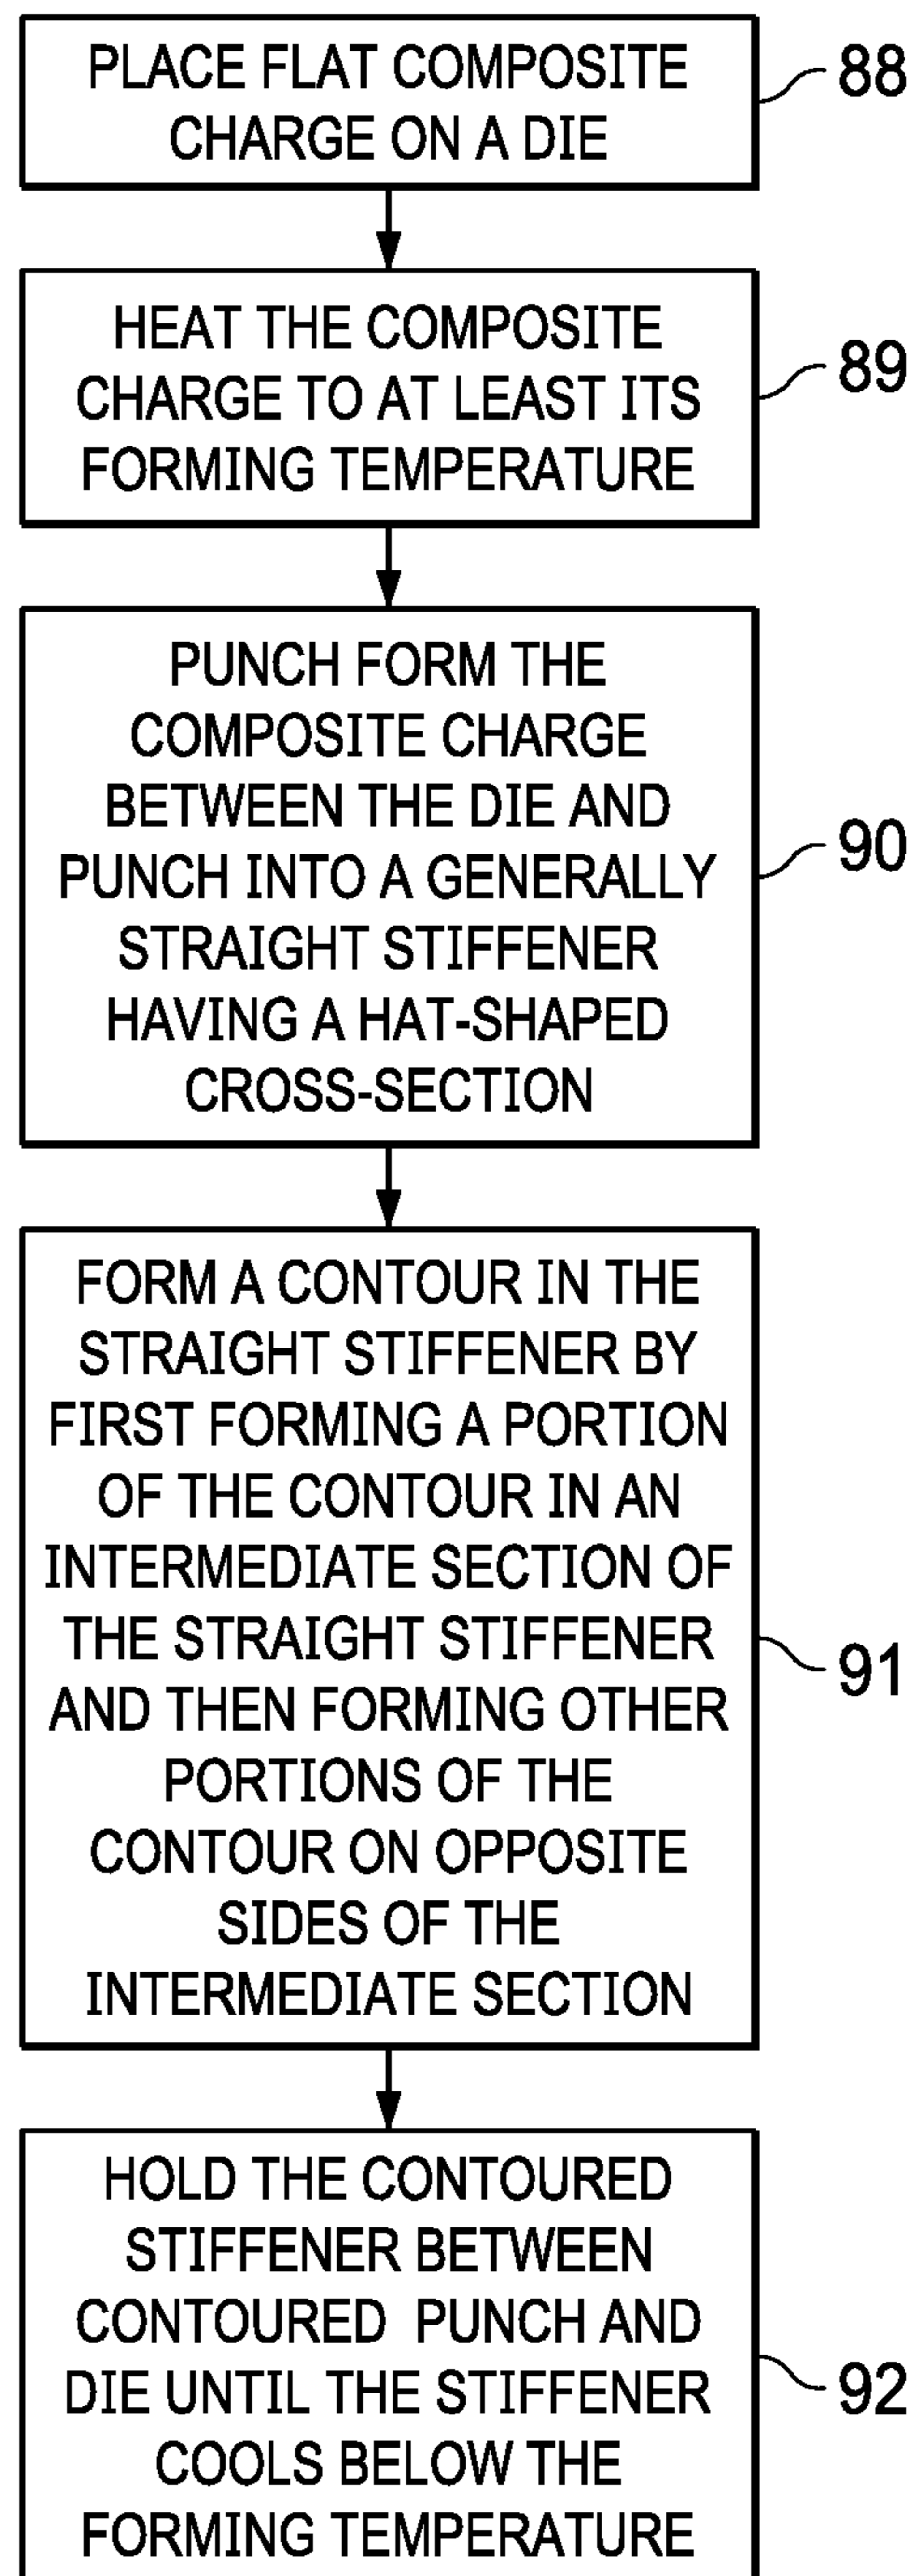 PLACE FLAT COMPOSITE
CHARGE ON A DIE
88
HEAT THE COMPOSITE
CHARGE TO AT LEAST ITS
FORMING TEMPERATURE
89
PUNCH FORM THE
COMPOSITE CHARGE
BETWEEN THE DIE AND
PUNCH INTO A GENERALLY
STRAIGHT STIFFENER
HAVING A HAT-SHAPED
CROSS-SECTION
90
FORM A CONTOUR IN THE
STRAIGHT STIFFENER BY
FIRST FORMING A PORTION
OF THE CONTOUR IN AN
INTERMEDIATE SECTION OF
THE STRAIGHT STIFFENER
AND THEN FORMING OTHER
PORTIONS OF THE
CONTOUR ON OPPOSITE
SIDES OF THE
INTERMEDIATE SECTION
91
HOLD THE CONTOURED
STIFFENER BETWEEN
CONTOURED PUNCH AND
DIE UNTIL THE STIFFENER
COOLS BELOW THE
FORMING TEMPERATURE
92